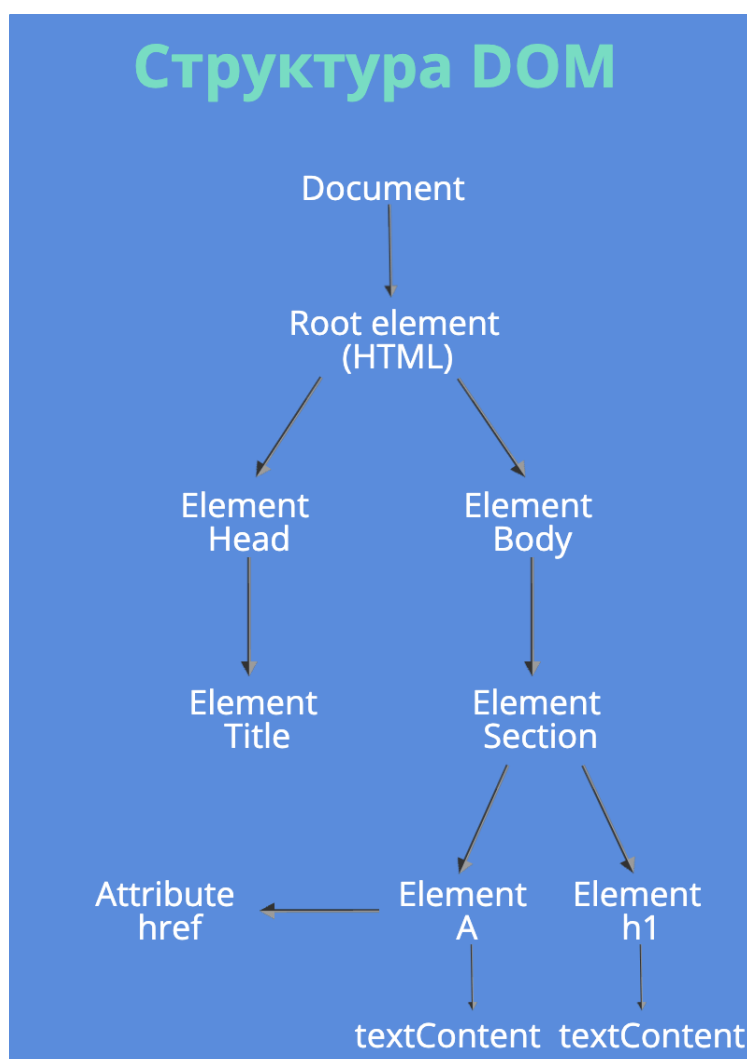 Структура DOM
Document
Root element
(HTML)
Element
Head
Element
Body
Element
Title
Element
Section
Attribute
href
Element
A
Element
h1
textContent
textContent